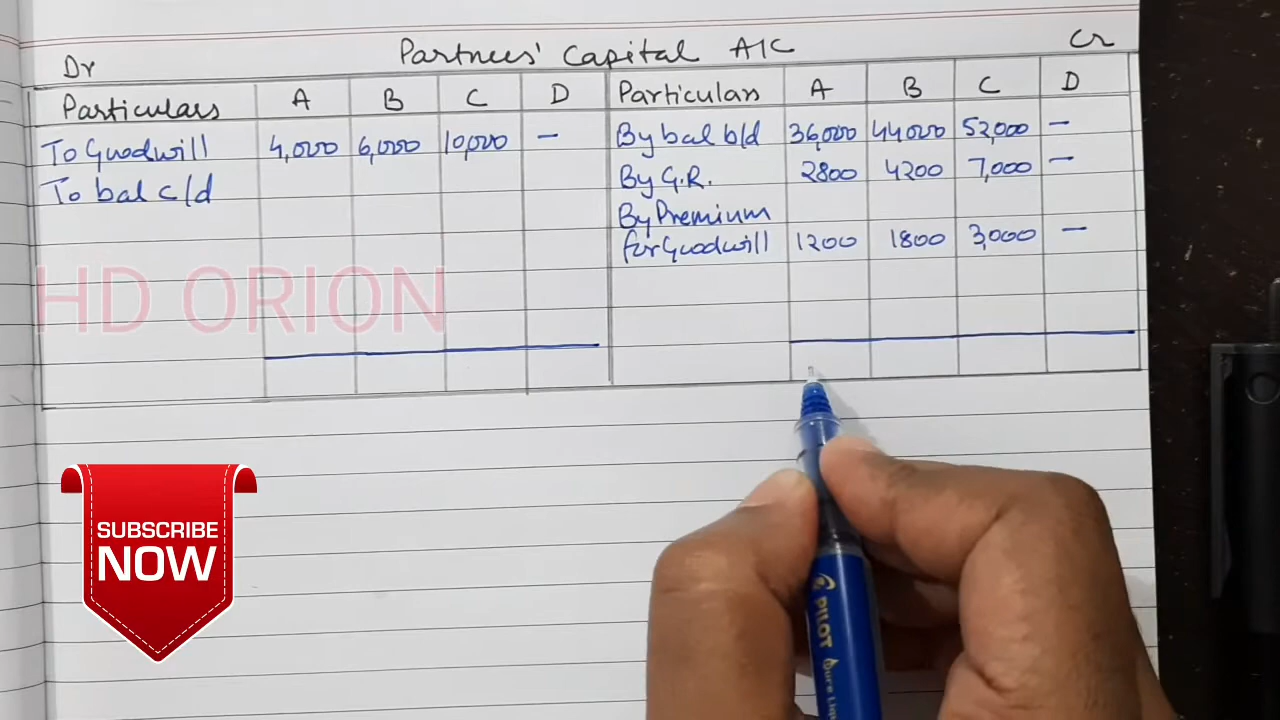 Dr Partners' Capital A/C Cr
Particulars A B C D Particulars A B C D
To Goodwill 4,000 6,000 10,000 — By bal b/d 36,000 44,000 52,000 —
To bal c/d By G.R. 2800 4200 7,000 —
By Premium
for Goodwill 1200 1800 3,000 —
HD ORION
SUBSCRIBE
NOW
PILOT